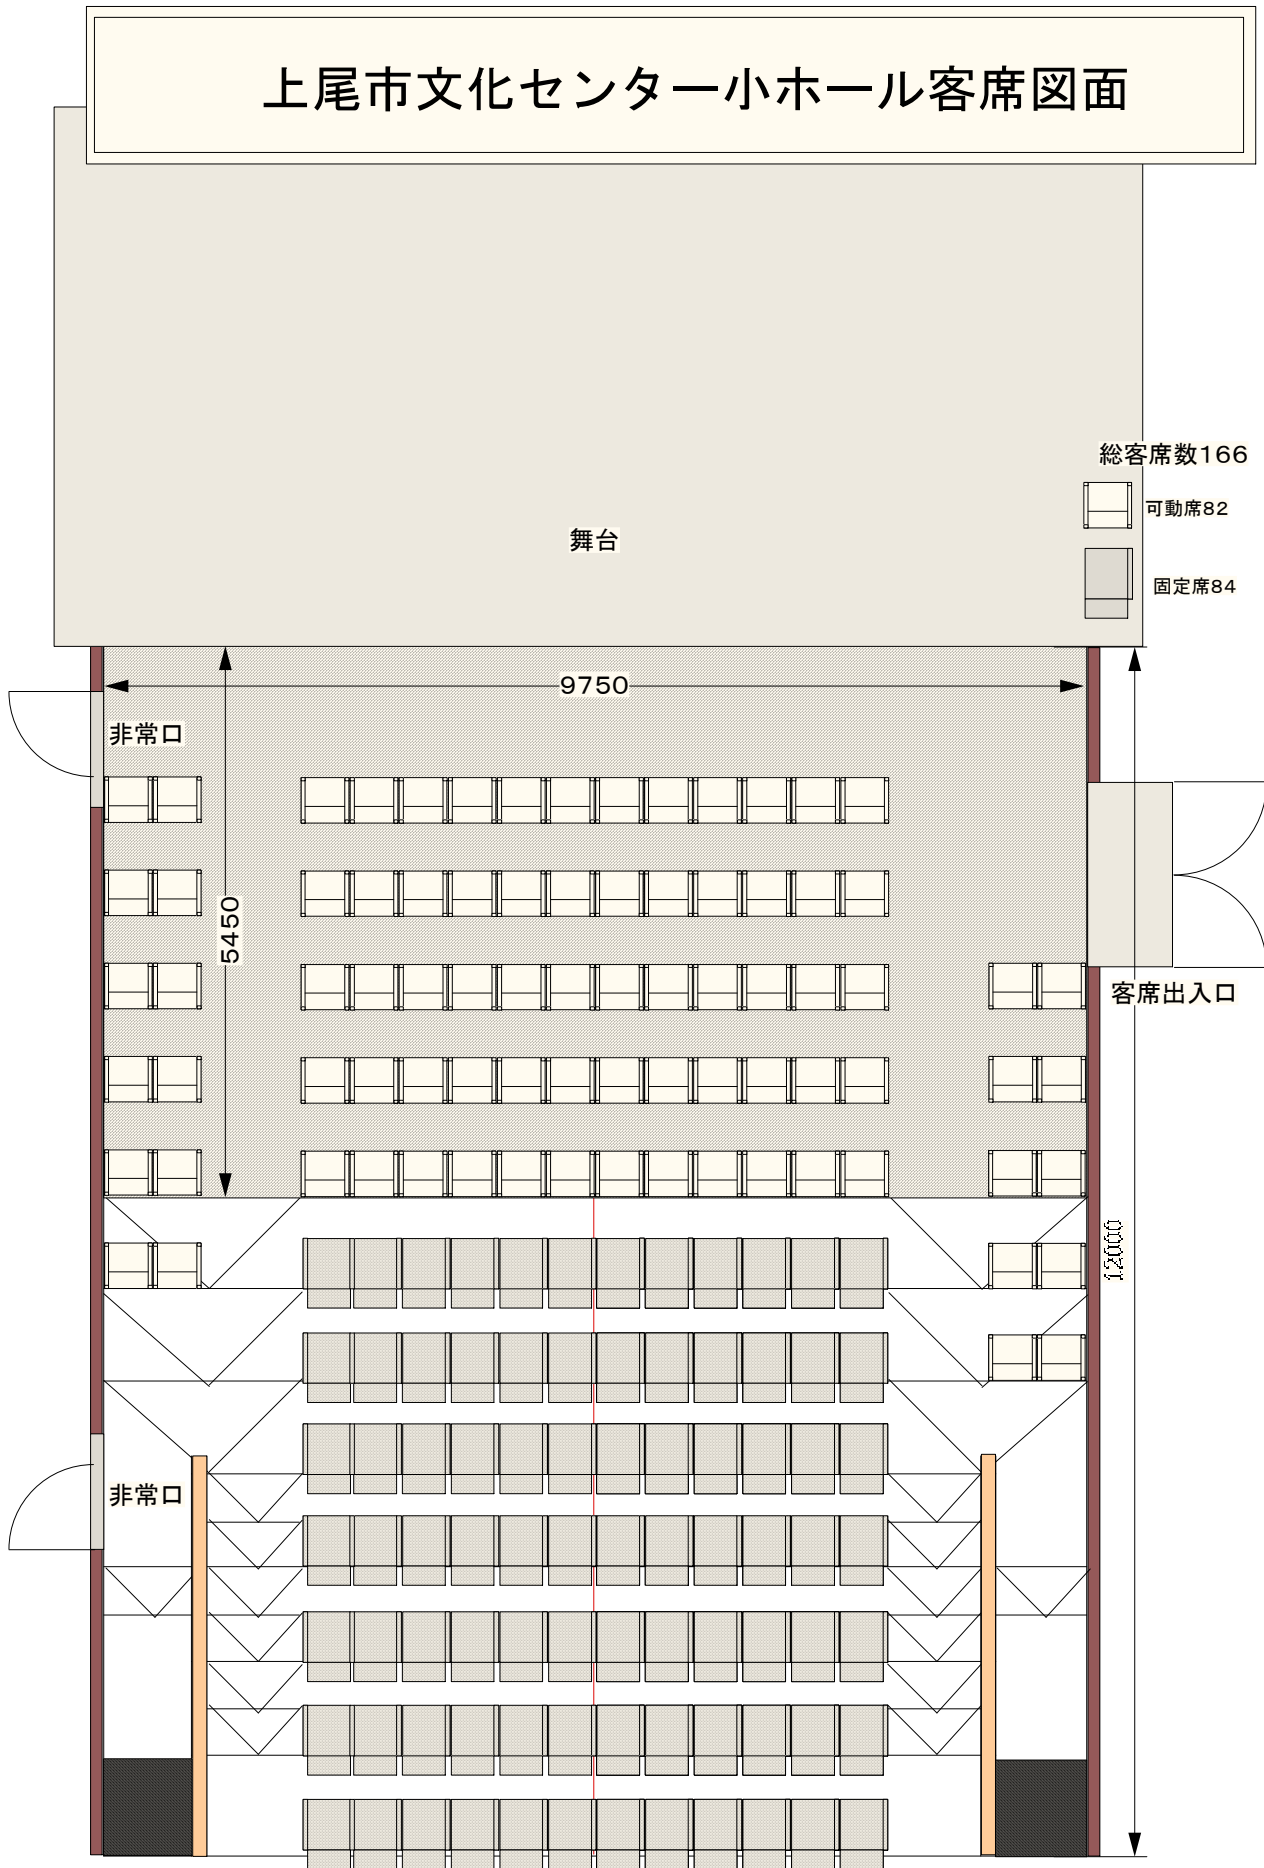 上尾市文化センター小ホール客席図面
総客席数166
可動席82
舞台
固定席84
9750
非常口
5450
客席出入口
12000
非常口